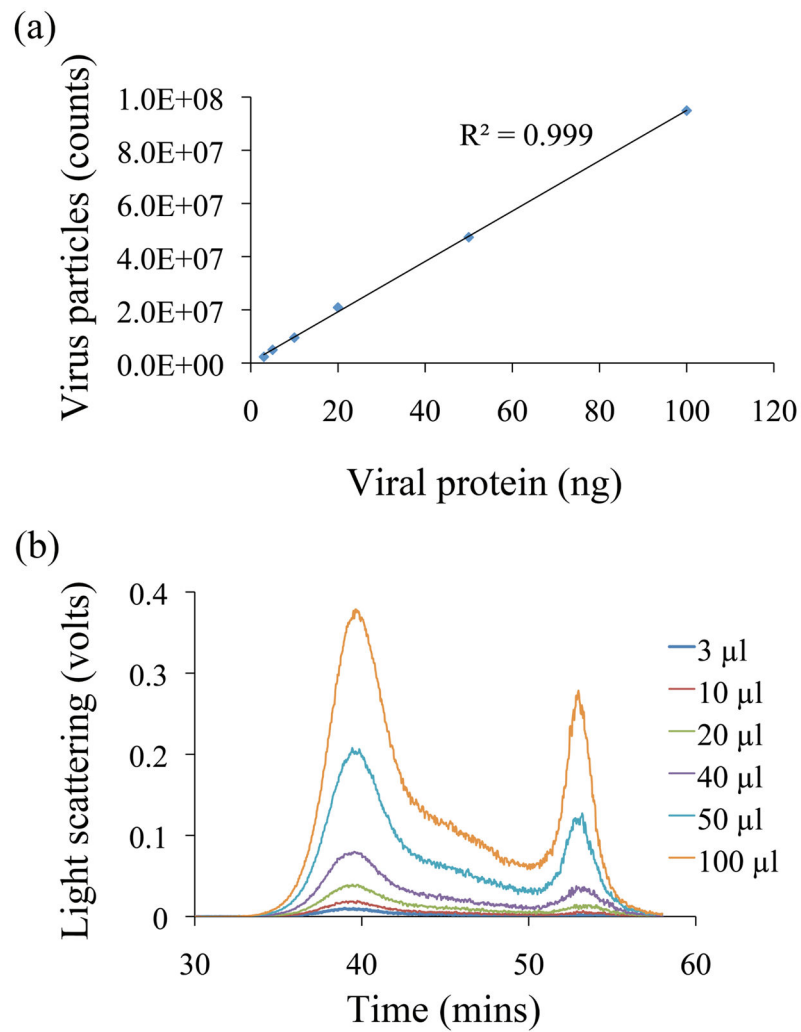 (a)
Virus particles (counts)
1.0E+08
8.0E+07
6.0E+07
4.0E+07
2.0E+07
0.0E+00
R² = 0.999
0 20 40 60 80 100 120
Viral protein (ng)
(b)
Light scattering (volts)
0.4
0.3
0.2
0.1
0
30 40 50 60
Time (mins)
3 µl
10 µl
20 µl
40 µl
50 µl
100 µl